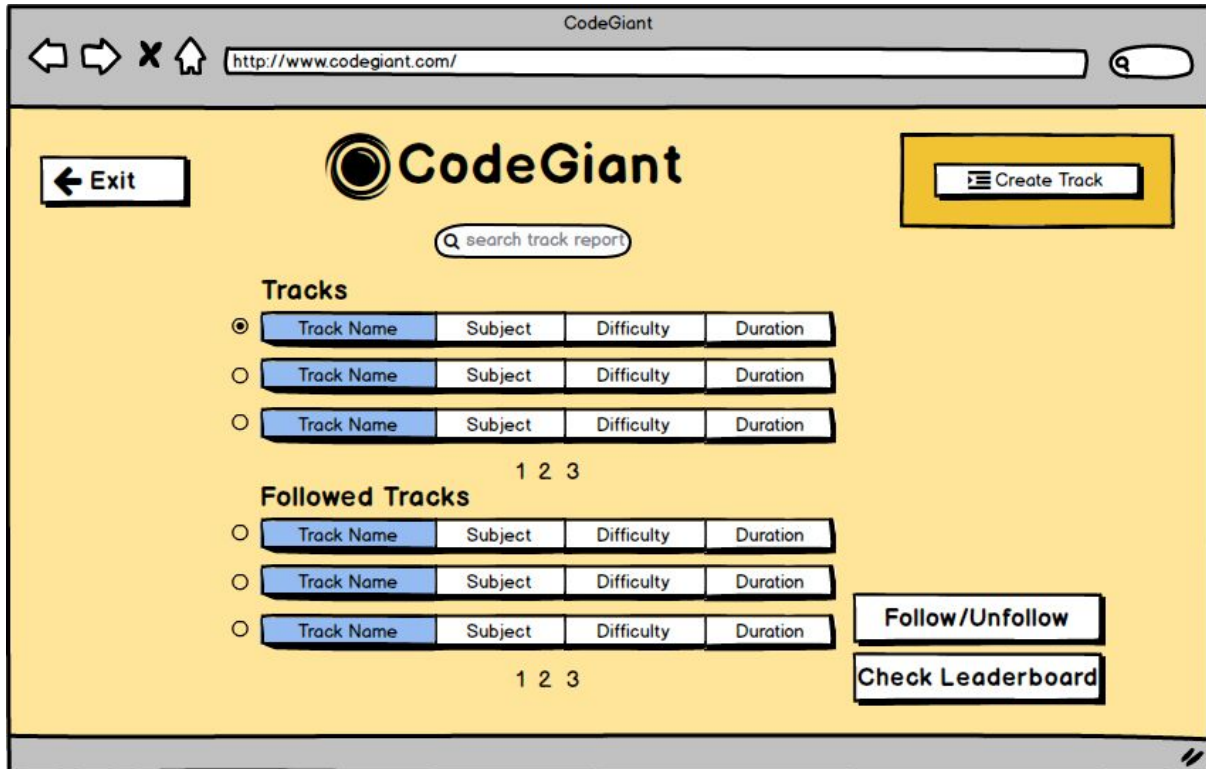 CodeGiant
http://www.codegiant.com/
Exit
CodeGiant
Create Track
search track report
Tracks
Track Name Subject Difficulty Duration
Track Name Subject Difficulty Duration
Track Name Subject Difficulty Duration
1 2 3
Followed Tracks
Track Name Subject Difficulty Duration
Track Name Subject Difficulty Duration
Track Name Subject Difficulty Duration
1 2 3
Follow/Unfollow
Check Leaderboard